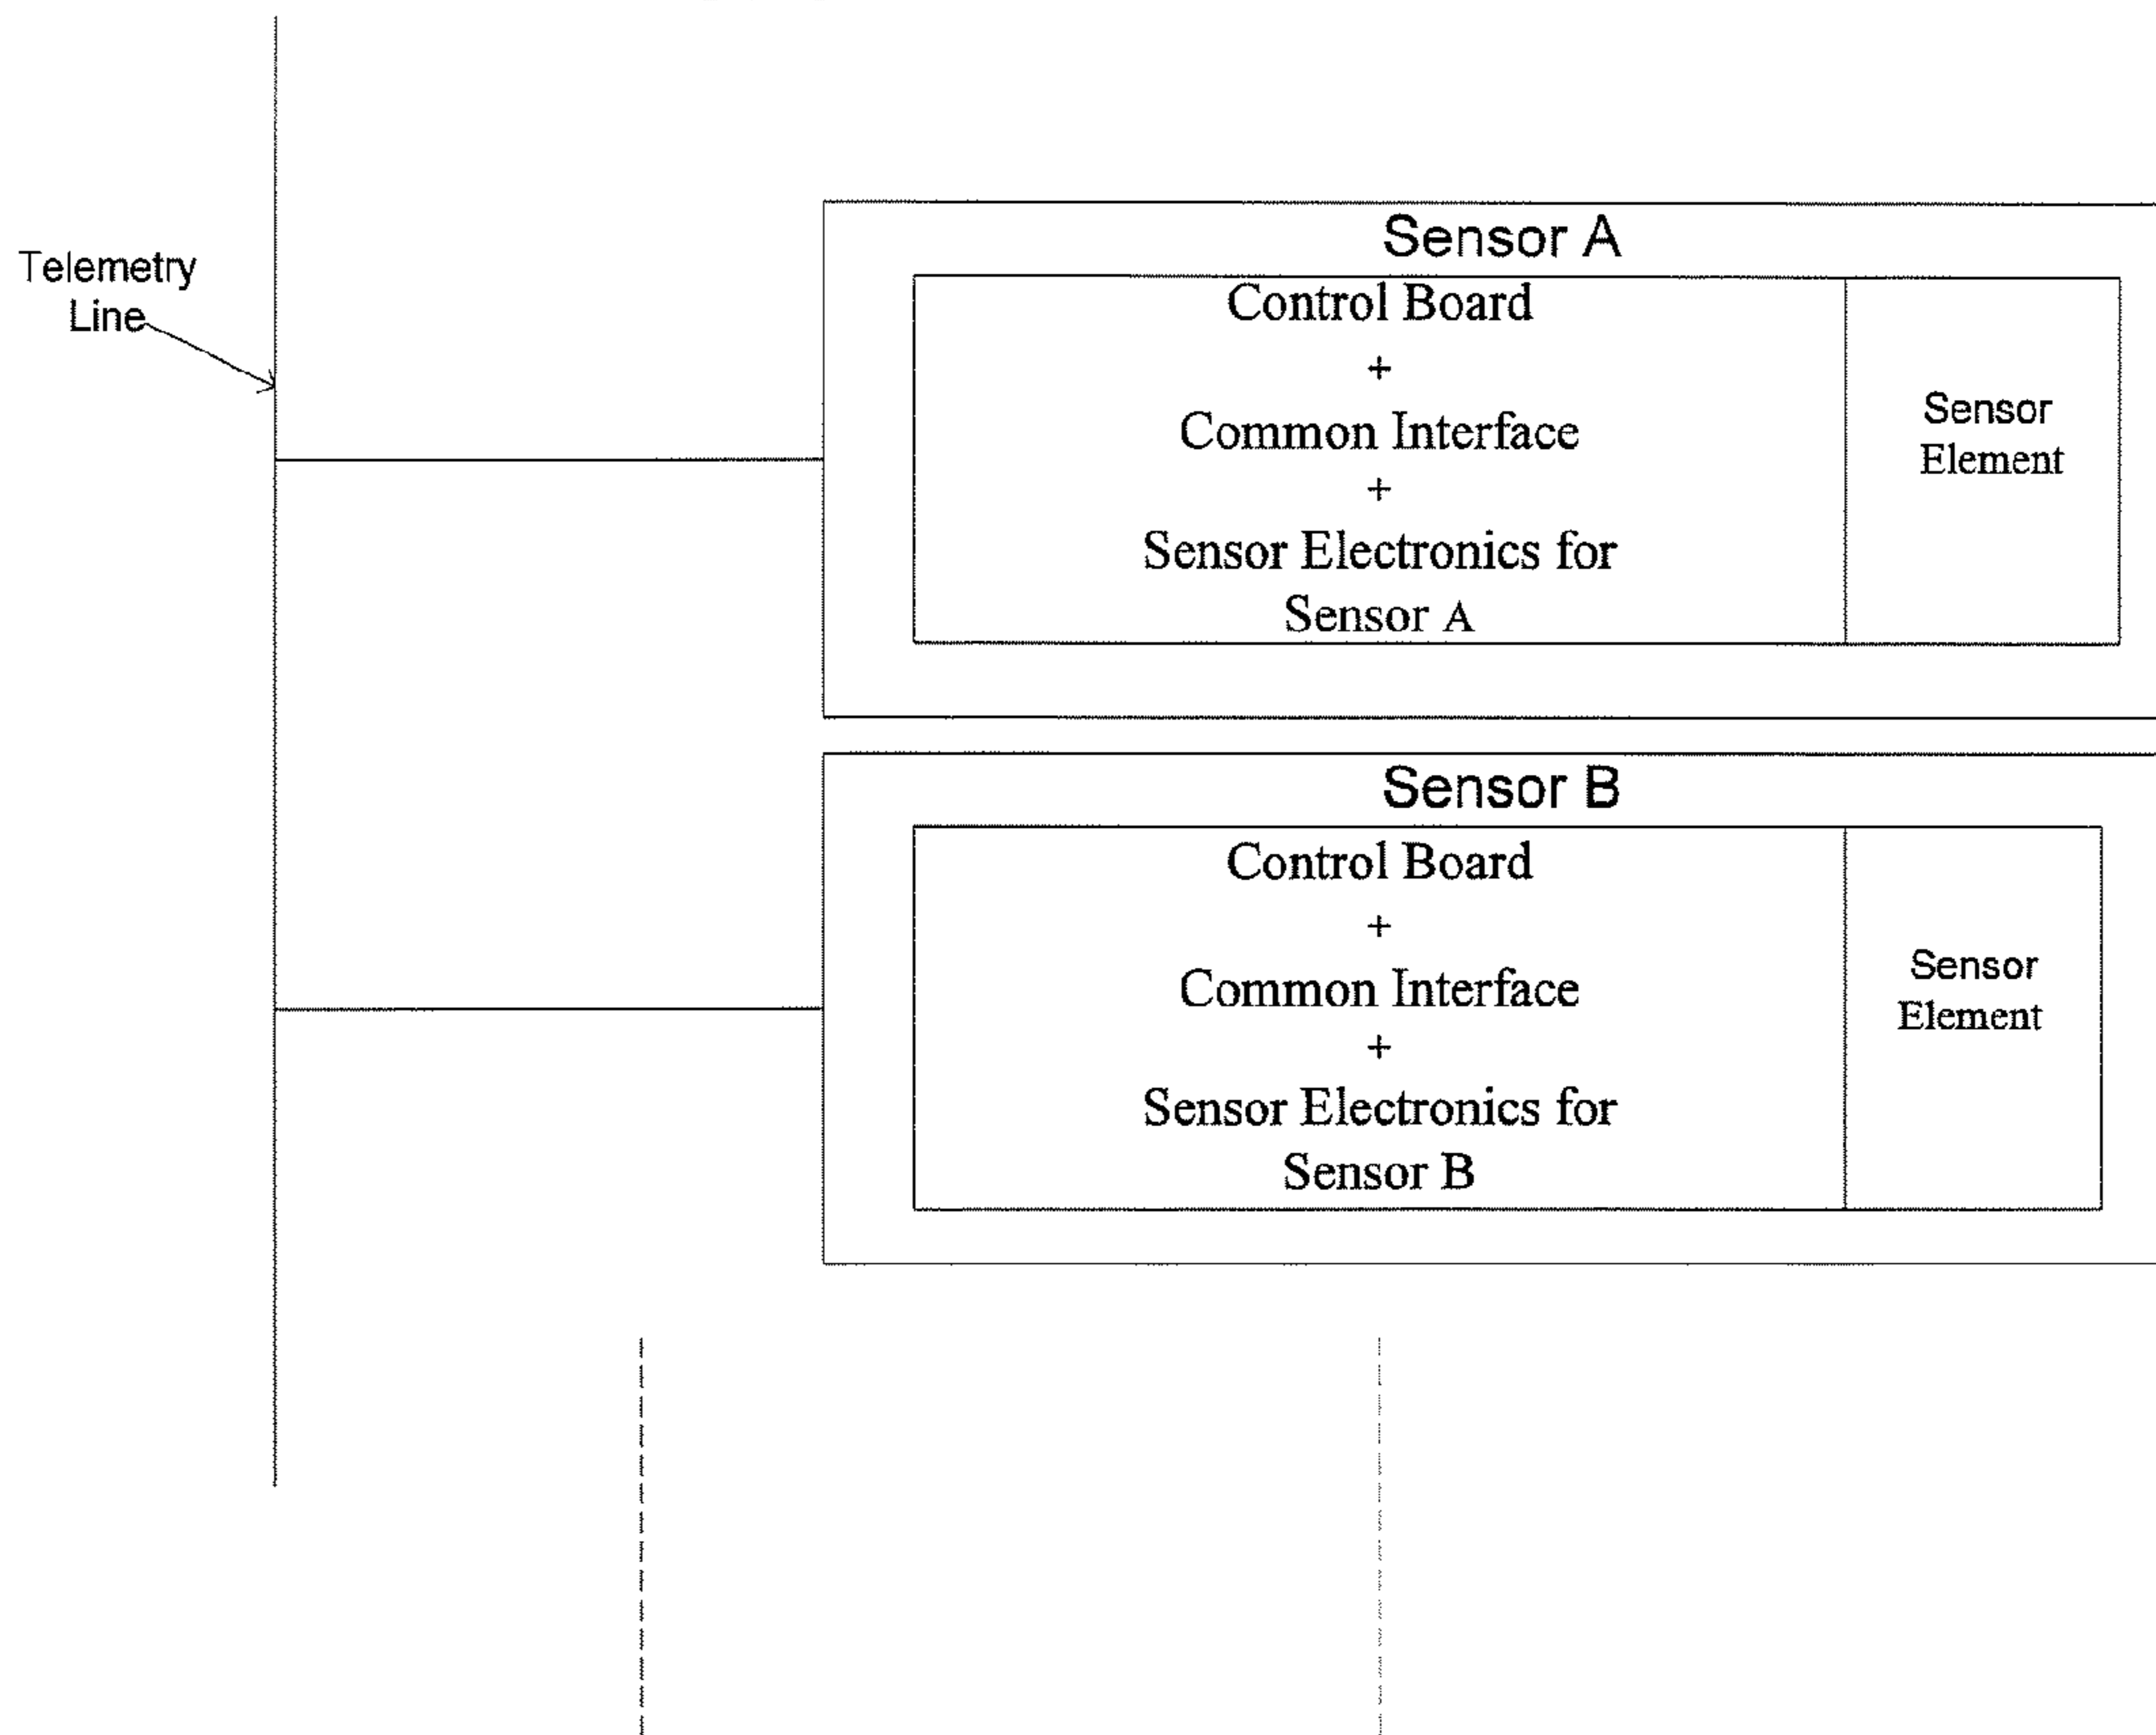 Telemetry
Line
Sensor A
Control Board
+
Common Interface
+
Sensor Electronics for
Sensor A
Sensor
Element
Sensor B
Control Board
+
Common Interface
+
Sensor Electronics for
Sensor B
Sensor
Element